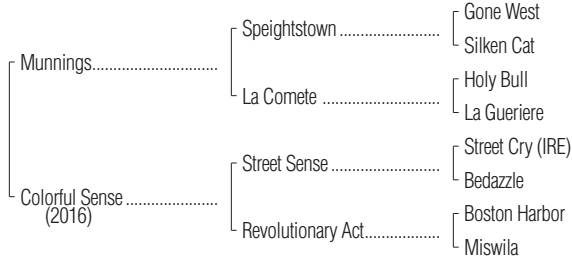 Gone West
Speightstown
Silken Cat
Munnings
Holy Bull
La Comete
La Gueriere
Street Cry (IRE)
Street Sense
Bedazzle
Colorful Sense
(2016)
Boston Harbor
Revolutionary Act
Miswila